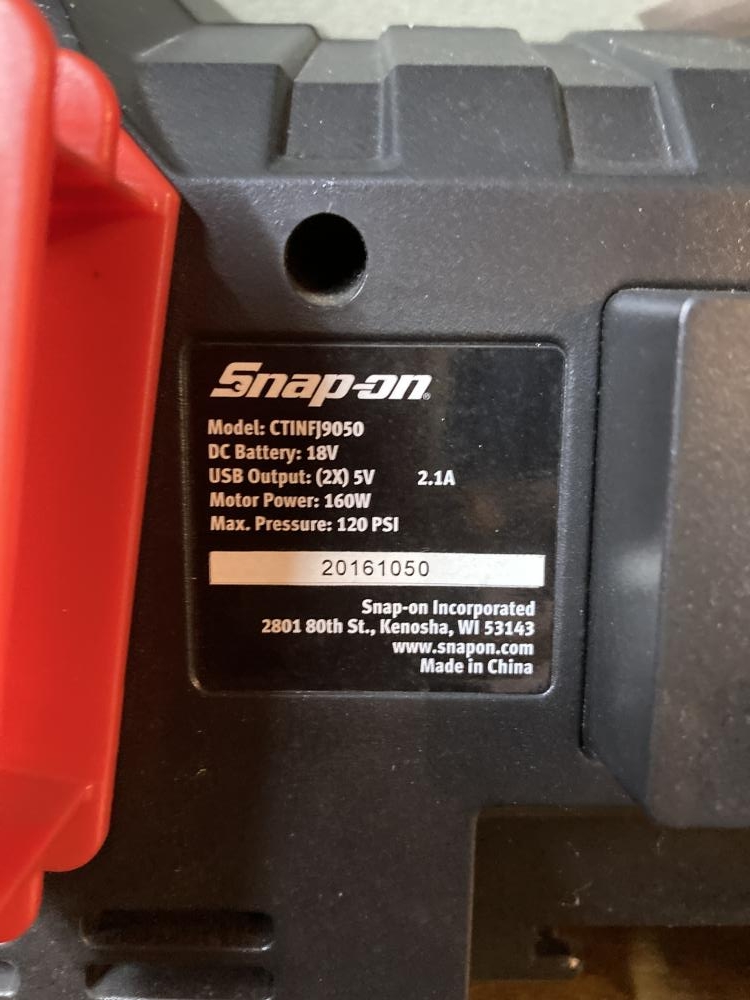 Snap-on®
Model: CTINFJ9050
DC Battery: 18V
USB Output: (2X) 5V 2.1A
Motor Power: 160W
Max. Pressure: 120 PSI
20161050
Snap-on Incorporated
2801 80th St., Kenosha, WI 53143
www.snapon.com
Made in China